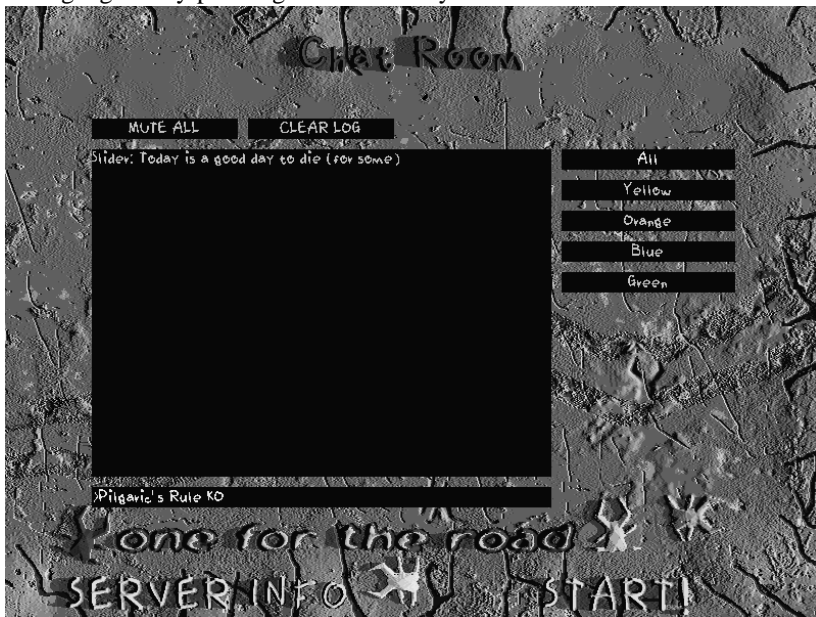 Chat Room
MUTE ALL
CLEAR LOG
Slider: Today is a good day to die (for some)
All
Yellow
Orange
Blue
Green
>Pilgaric's Rule KO
one for the road
SERVER INFO
START!